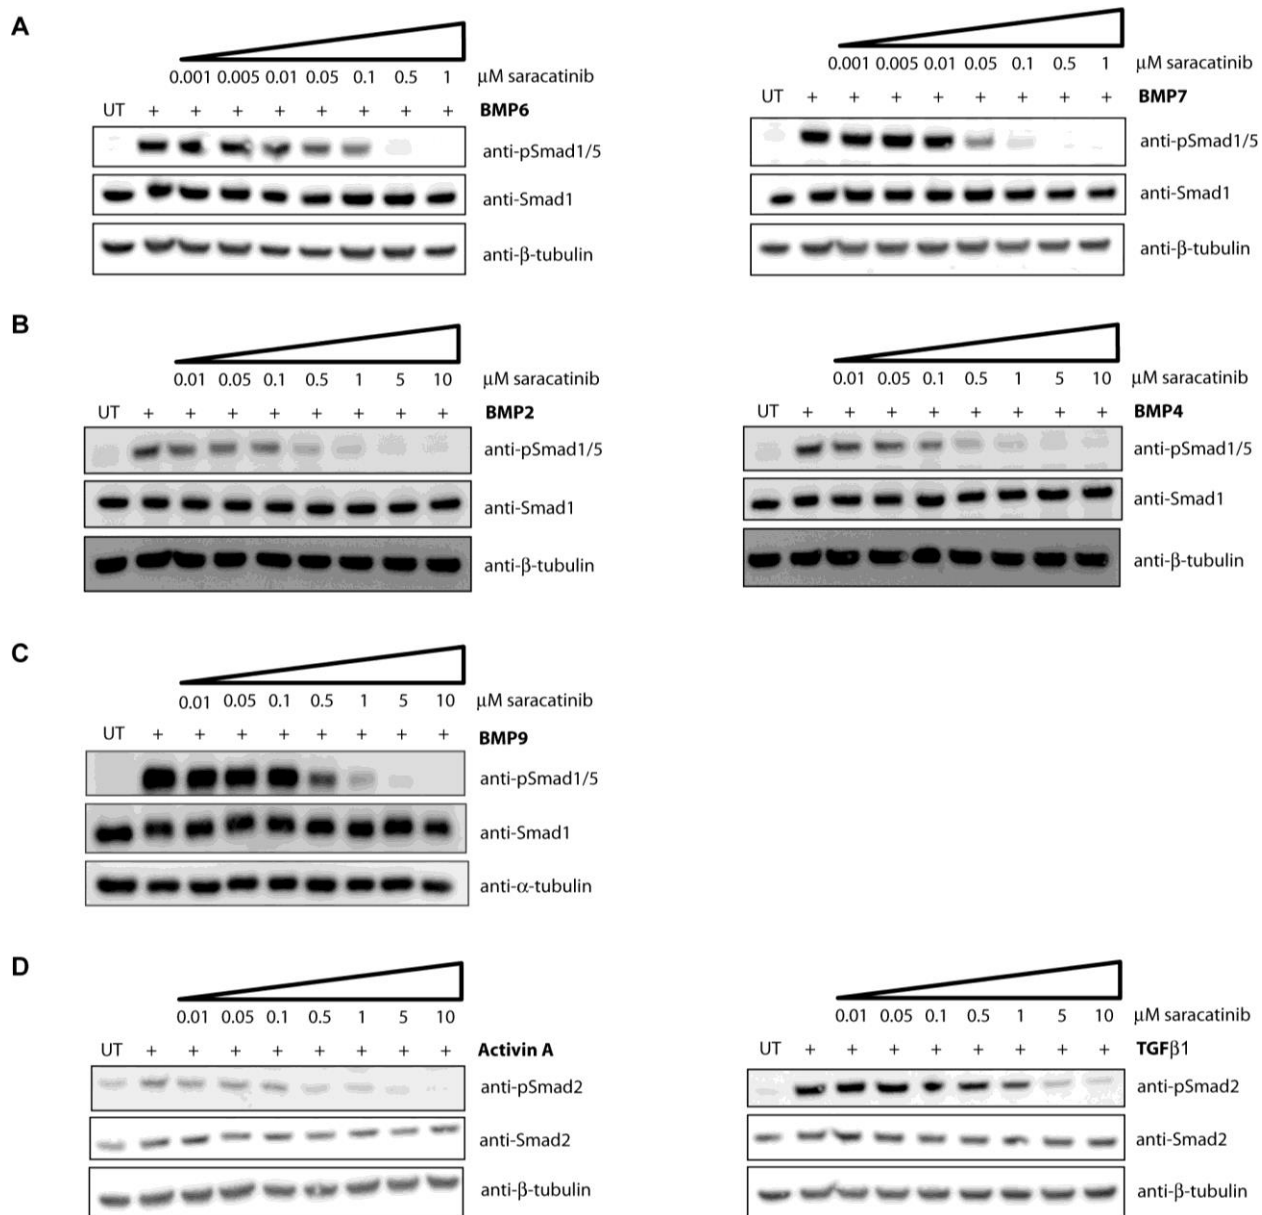 A
0.001 0.005 0.01 0.05 0.1 0.5 1 μM saracatinib
UT + + + + + + + + BMP6
anti-pSmad1/5
anti-Smad1
anti-β-tubulin
0.001 0.005 0.01 0.05 0.1 0.5 1 μM saracatinib
UT + + + + + + + + BMP7
anti-pSmad1/5
anti-Smad1
anti-β-tubulin
B
0.01 0.05 0.1 0.5 1 5 10 μM saracatinib
UT + + + + + + + + BMP2
anti-pSmad1/5
anti-Smad1
anti-β-tubulin
0.01 0.05 0.1 0.5 1 5 10 μM saracatinib
UT + + + + + + + + BMP4
anti-pSmad1/5
anti-Smad1
anti-β-tubulin
C
0.01 0.05 0.1 0.5 1 5 10 μM saracatinib
UT + + + + + + + + BMP9
anti-pSmad1/5
anti-Smad1
anti-α-tubulin
D
0.01 0.05 0.1 0.5 1 5 10 μM saracatinib
UT + + + + + + + + Activin A
anti-pSmad2
anti-Smad2
anti-β-tubulin
0.01 0.05 0.1 0.5 1 5 10 μM saracatinib
UT + + + + + + + + TGFβ1
anti-pSmad2
anti-Smad2
anti-β-tubulin